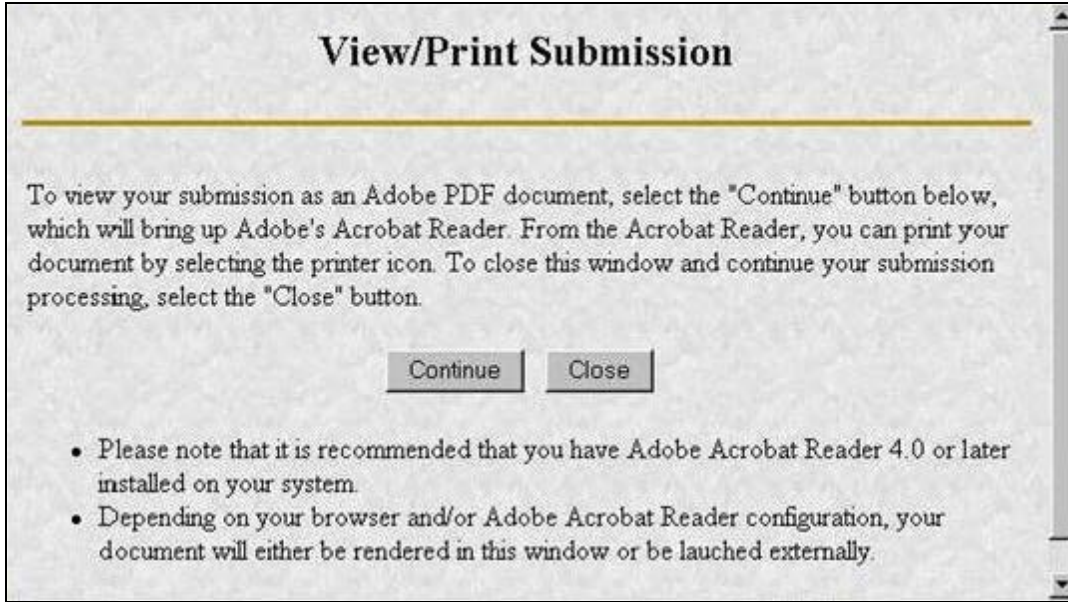 View/Print Submission
To view your submission as an Adobe PDF document, select the "Continue" button below,
which will bring up Adobe's Acrobat Reader. From the Acrobat Reader, you can print your
document by selecting the printer icon. To close this window and continue your submission
processing, select the "Close" button.
Continue Close
• Please note that it is recommended that you have Adobe Acrobat Reader 4.0 or later
installed on your system.
• Depending on your browser and/or Adobe Acrobat Reader configuration, your
document will either be rendered in this window or be lauched externally.